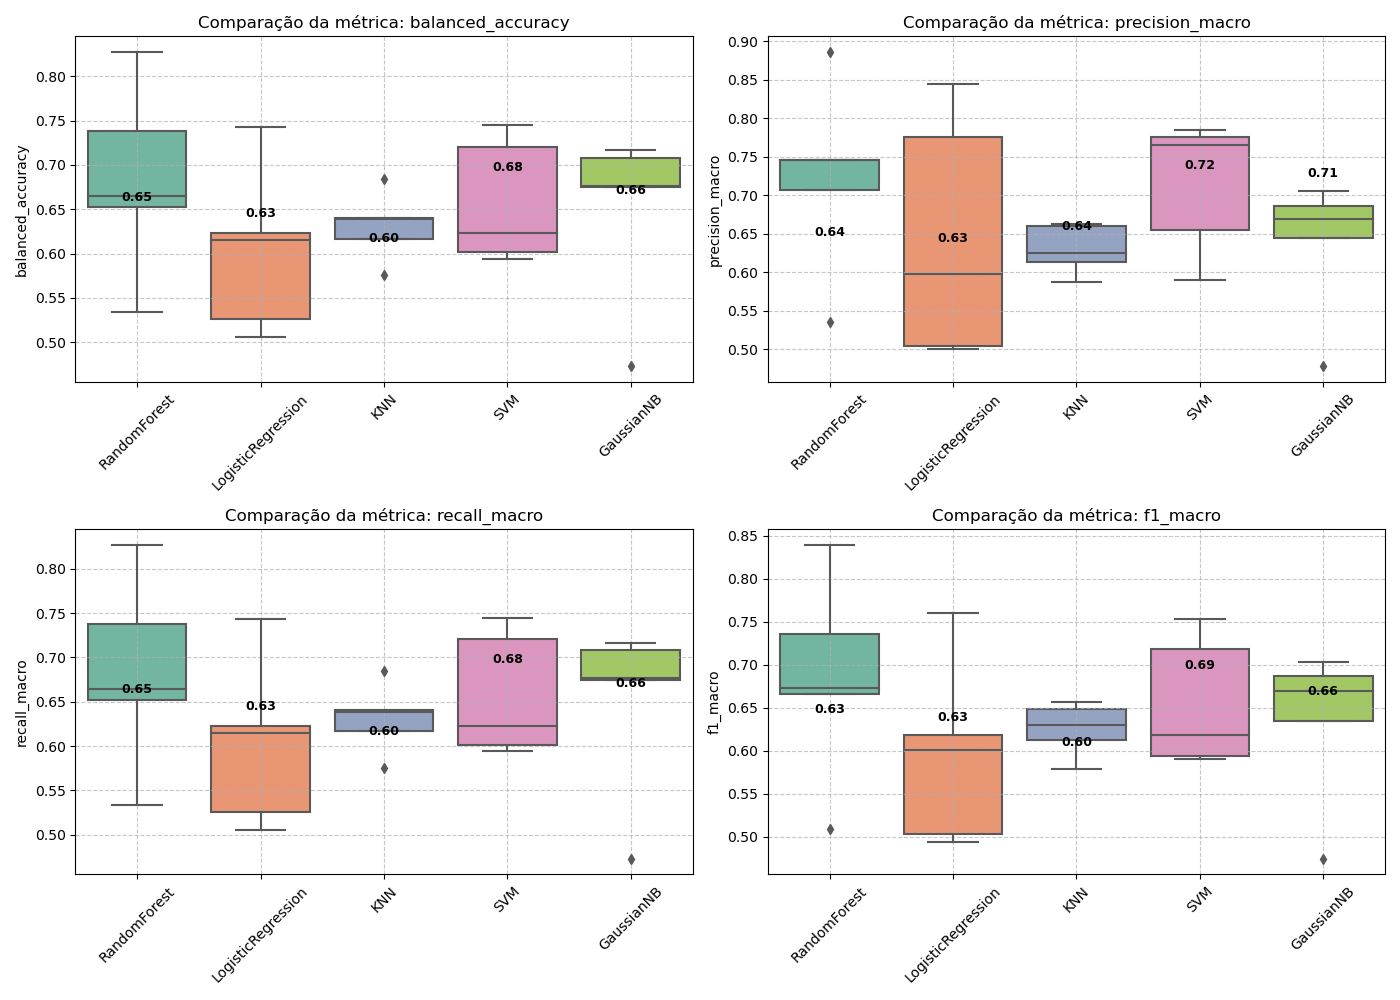 Comparação da métrica: balanced_accuracy
balanced_accuracy
0.80
0.75
0.70
0.65
0.60
0.55
0.50
0.65
0.63
0.60
0.68
0.66
RandomForest
LogisticRegression
KNN
SVM
GaussianNB
Comparação da métrica: precision_macro
precision_macro
0.90
0.85
0.80
0.75
0.70
0.65
0.60
0.55
0.50
0.64
0.63
0.64
0.72
0.71
RandomForest
LogisticRegression
KNN
SVM
GaussianNB
Comparação da métrica: recall_macro
recall_macro
0.80
0.75
0.70
0.65
0.60
0.55
0.50
0.65
0.63
0.60
0.68
0.66
RandomForest
LogisticRegression
KNN
SVM
GaussianNB
Comparação da métrica: f1_macro
f1_macro
0.85
0.80
0.75
0.70
0.65
0.60
0.55
0.50
0.63
0.63
0.60
0.69
0.66
RandomForest
LogisticRegression
KNN
SVM
GaussianNB